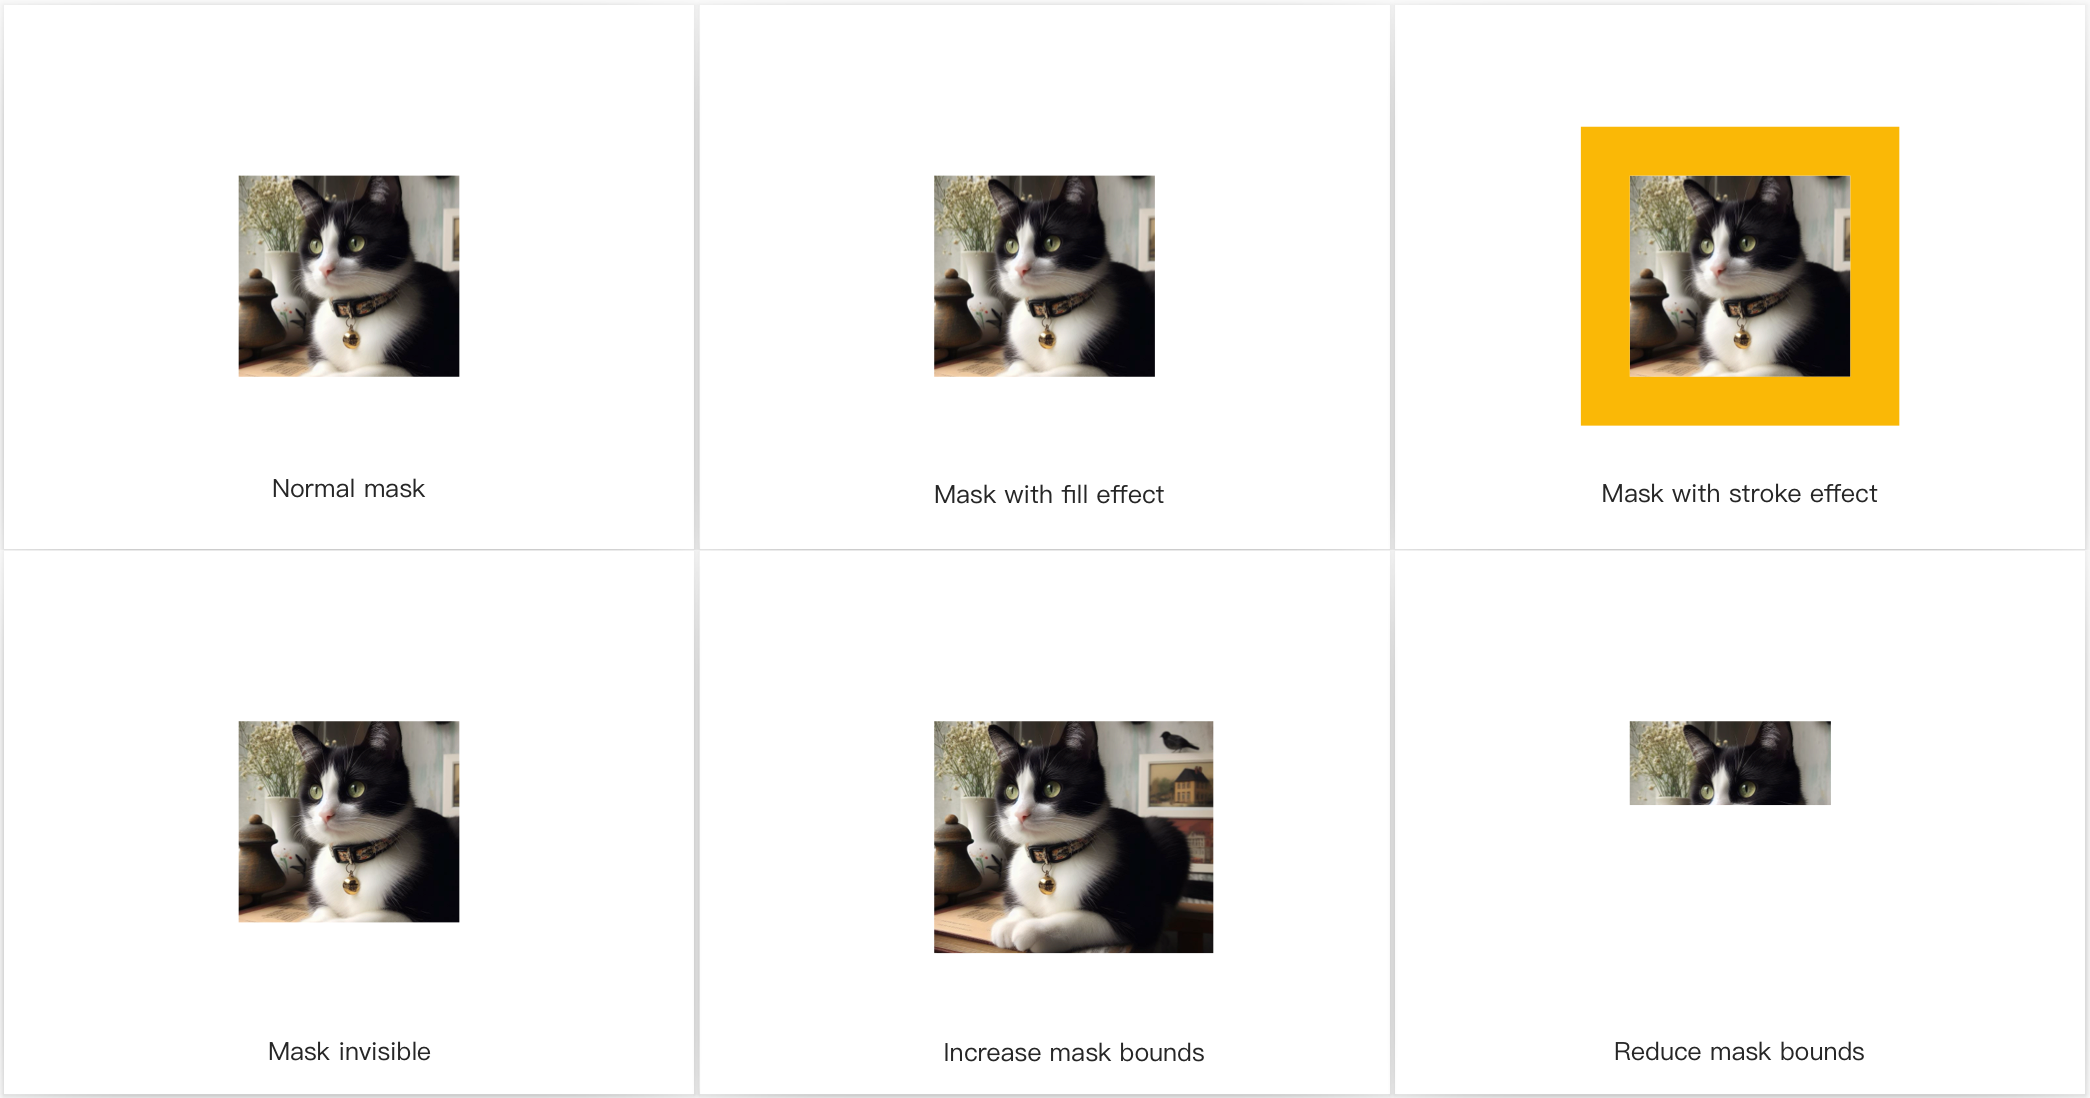 Normal mask
Mask with fill effect
Mask with stroke effect
Mask invisible
Increase mask bounds
Reduce mask bounds